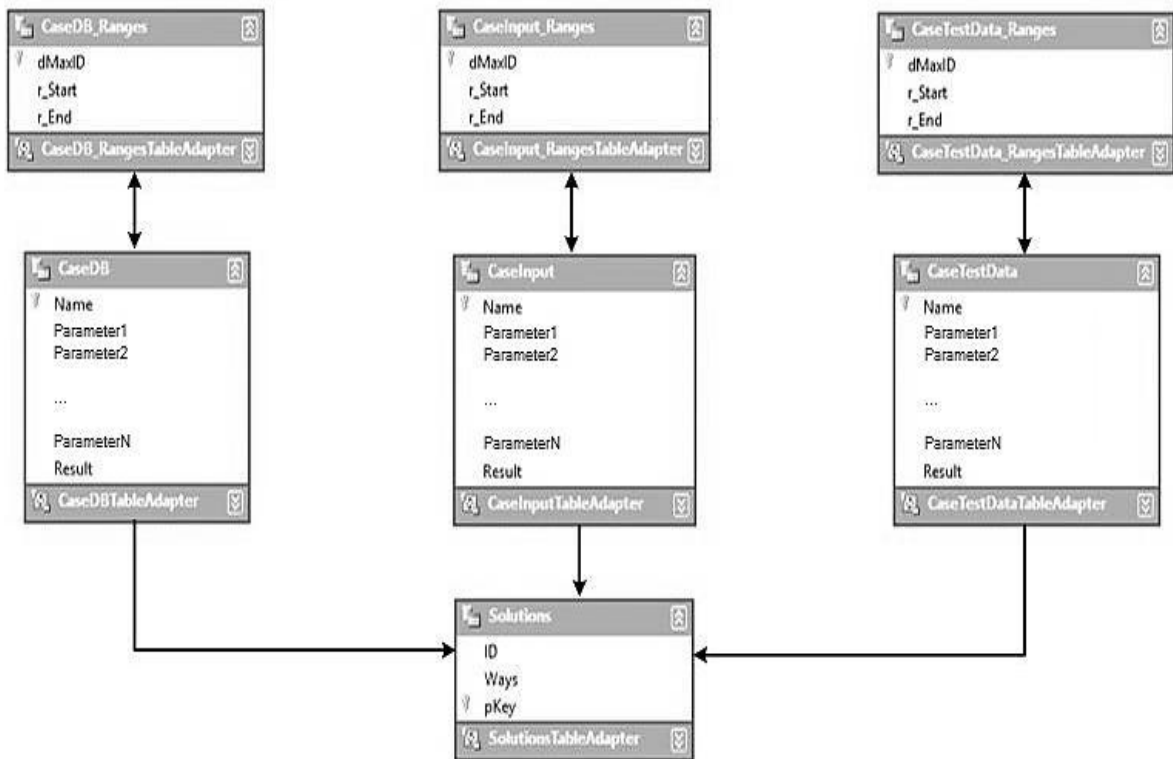 CaseDB_Ranges
dMaxID
r_Start
r_End
CaseDB_RangesTableAdapter
CaseInput_Ranges
dMaxID
r_Start
r_End
CaseInput_RangesTableAdapter
CaseTestData_Ranges
dMaxID
r_Start
r_End
CaseTestData_RangesTableAdapter
CaseDB
Name
Parameter1
Parameter2
...
ParameterN
Result
CaseDBTableAdapter
CaseInput
Name
Parameter1
Parameter2
...
ParameterN
Result
CaseInputTableAdapter
CaseTestData
Name
Parameter1
Parameter2
...
ParameterN
Result
CaseTestDataTableAdapter
Solutions
ID
Ways
pKey
SolutionsTableAdapter